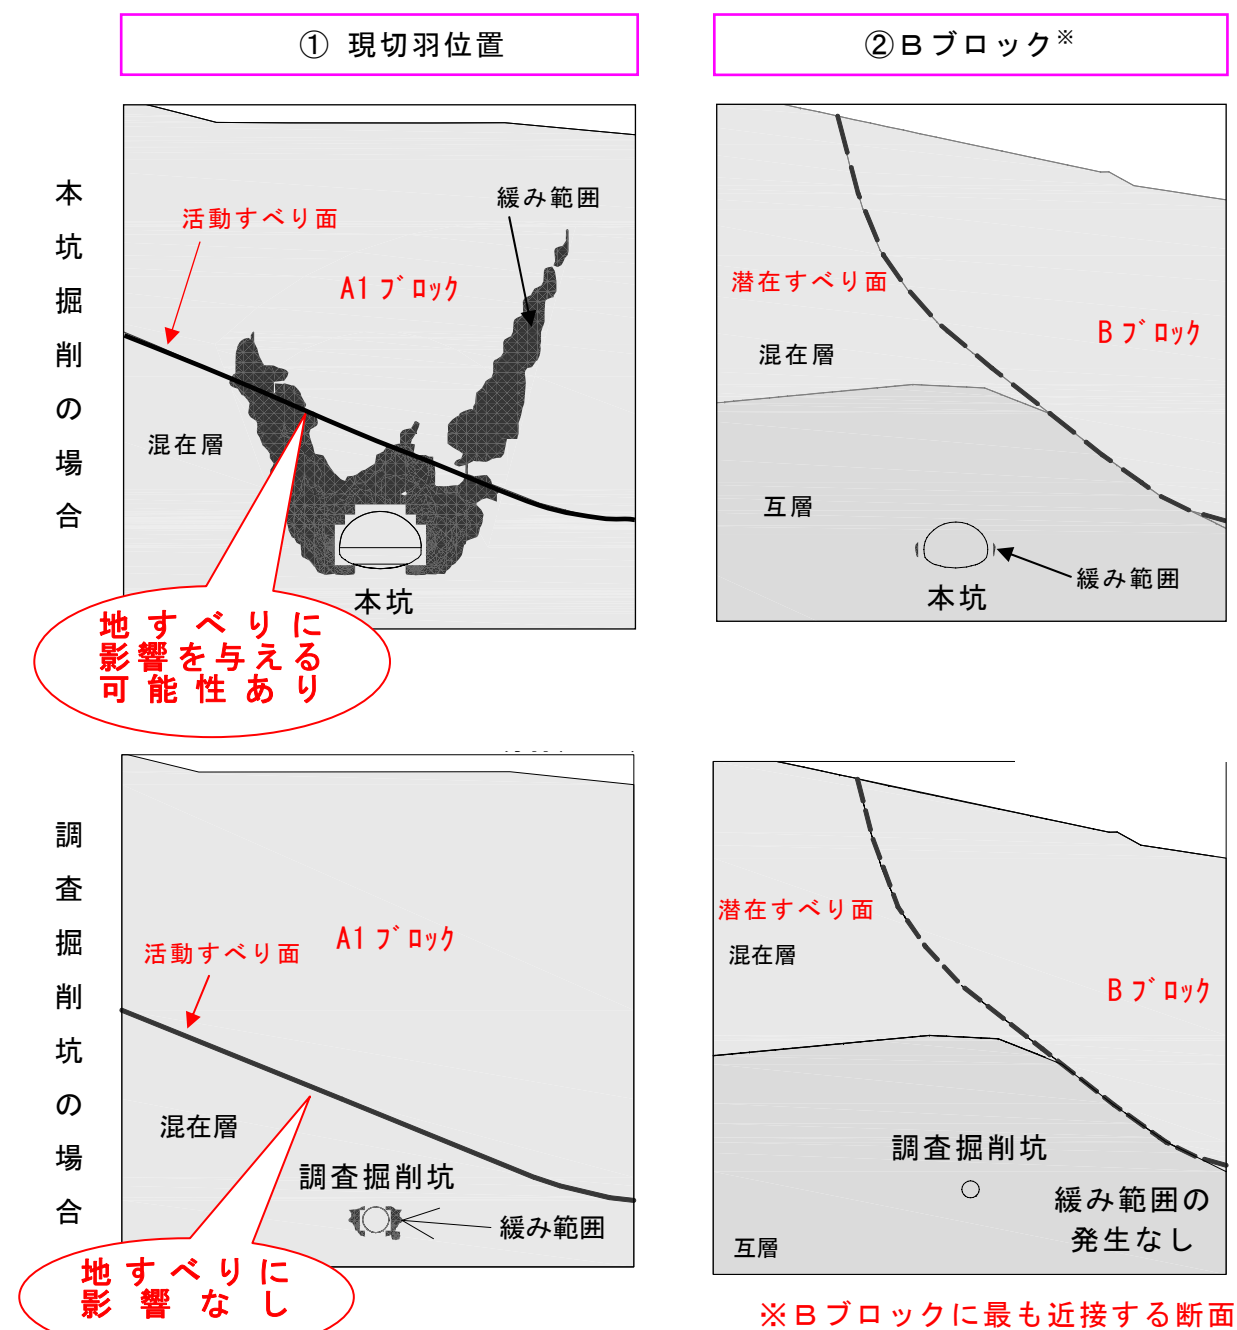 ① 現切羽位置
②Ｂブロック※
本坑掘削の場合
活動すべり面
緩み範囲
A1 ﾌﾞﾛｯｸ
混在層
本坑
地すべりに
影響を与える
可能性あり
潜在すべり面
B ﾌﾞﾛｯｸ
混在層
互層
緩み範囲
本坑
調査掘削坑の場合
A1 ﾌﾞﾛｯｸ
活動すべり面
混在層
調査掘削坑
緩み範囲
地すべりに
影響なし
潜在すべり面
混在層
B ﾌﾞﾛｯｸ
調査掘削坑
緩み範囲の
発生なし
互層
※Ｂブロックに最も近接する断面